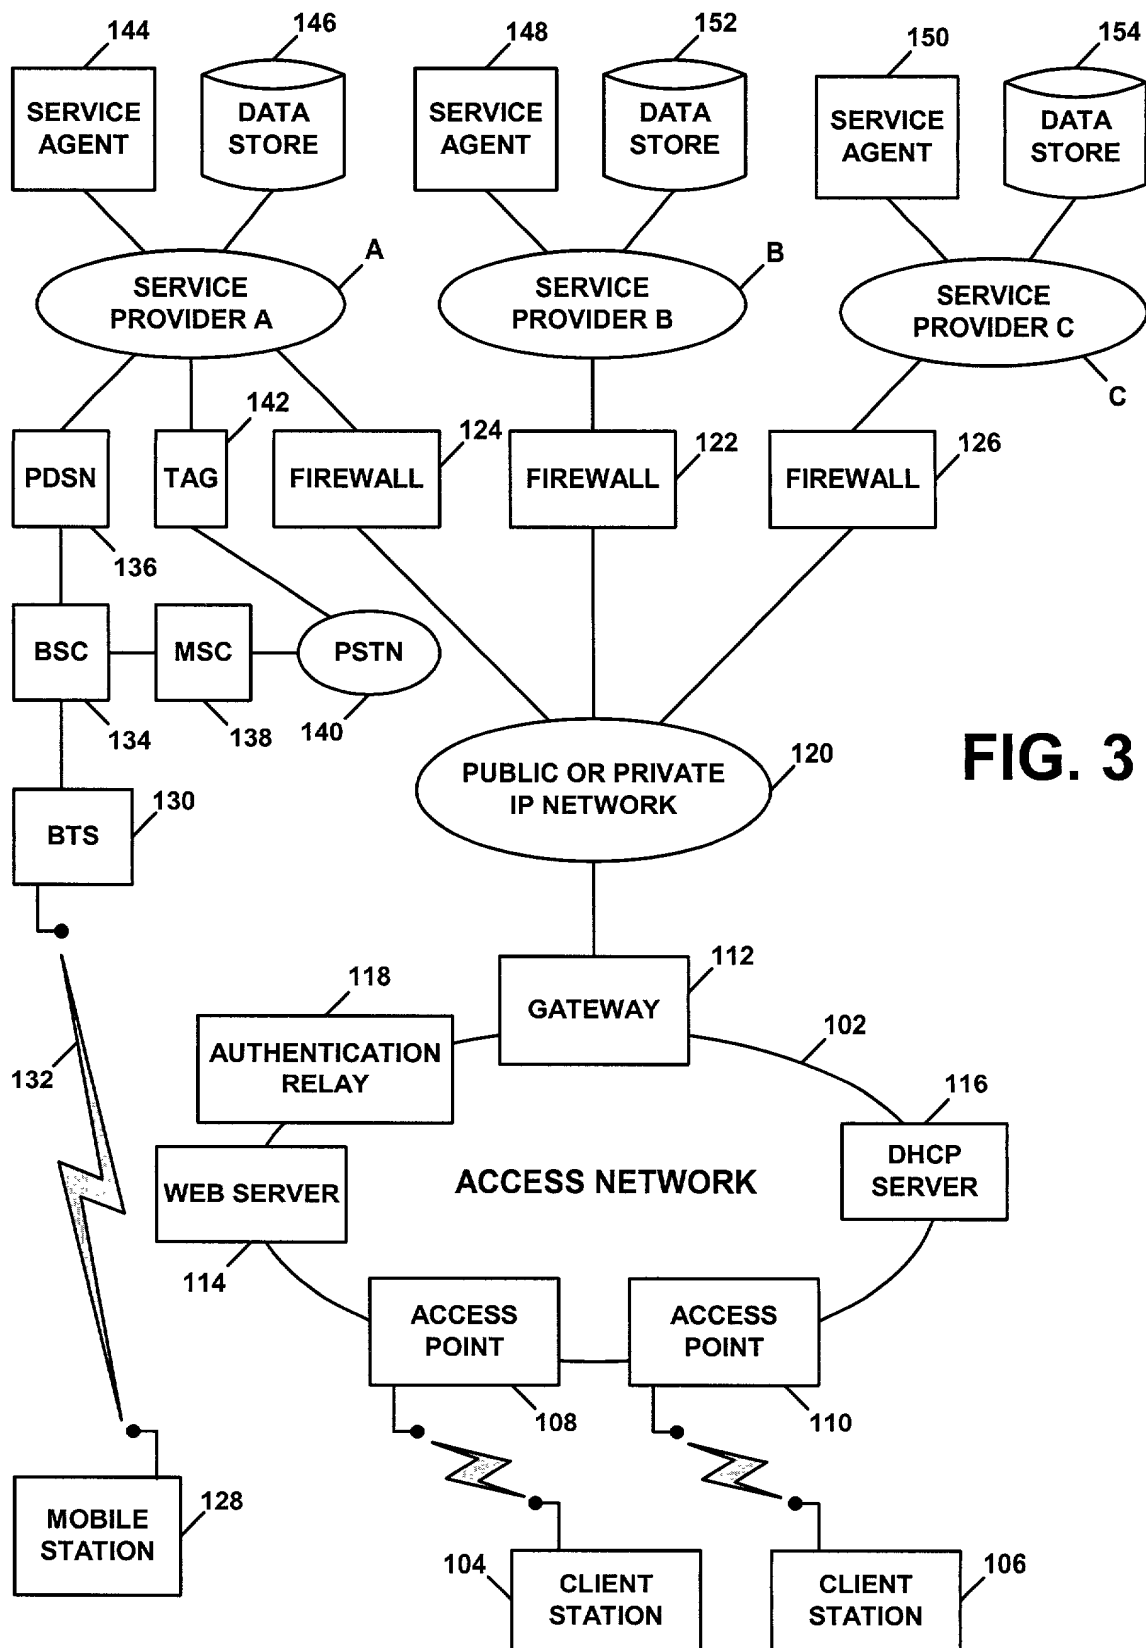 144
146
148
152
150
154
SERVICE
AGENT
DATA
STORE
SERVICE
AGENT
DATA
STORE
SERVICE
AGENT
DATA
STORE
A
B
SERVICE
PROVIDER A
SERVICE
PROVIDER B
SERVICE
PROVIDER C
C
142
124
122
126
PDSN
TAG
FIREWALL
FIREWALL
FIREWALL
136
BSC
MSC
PSTN
134
138
140
FIG. 3
PUBLIC OR PRIVATE
IP NETWORK
120
130
BTS
112
118
GATEWAY
102
AUTHENTICATION
RELAY
132
116
DHCP
SERVER
WEB SERVER
ACCESS NETWORK
114
ACCESS
POINT
ACCESS
POINT
108
110
128
MOBILE
STATION
104
CLIENT
STATION
106
CLIENT
STATION